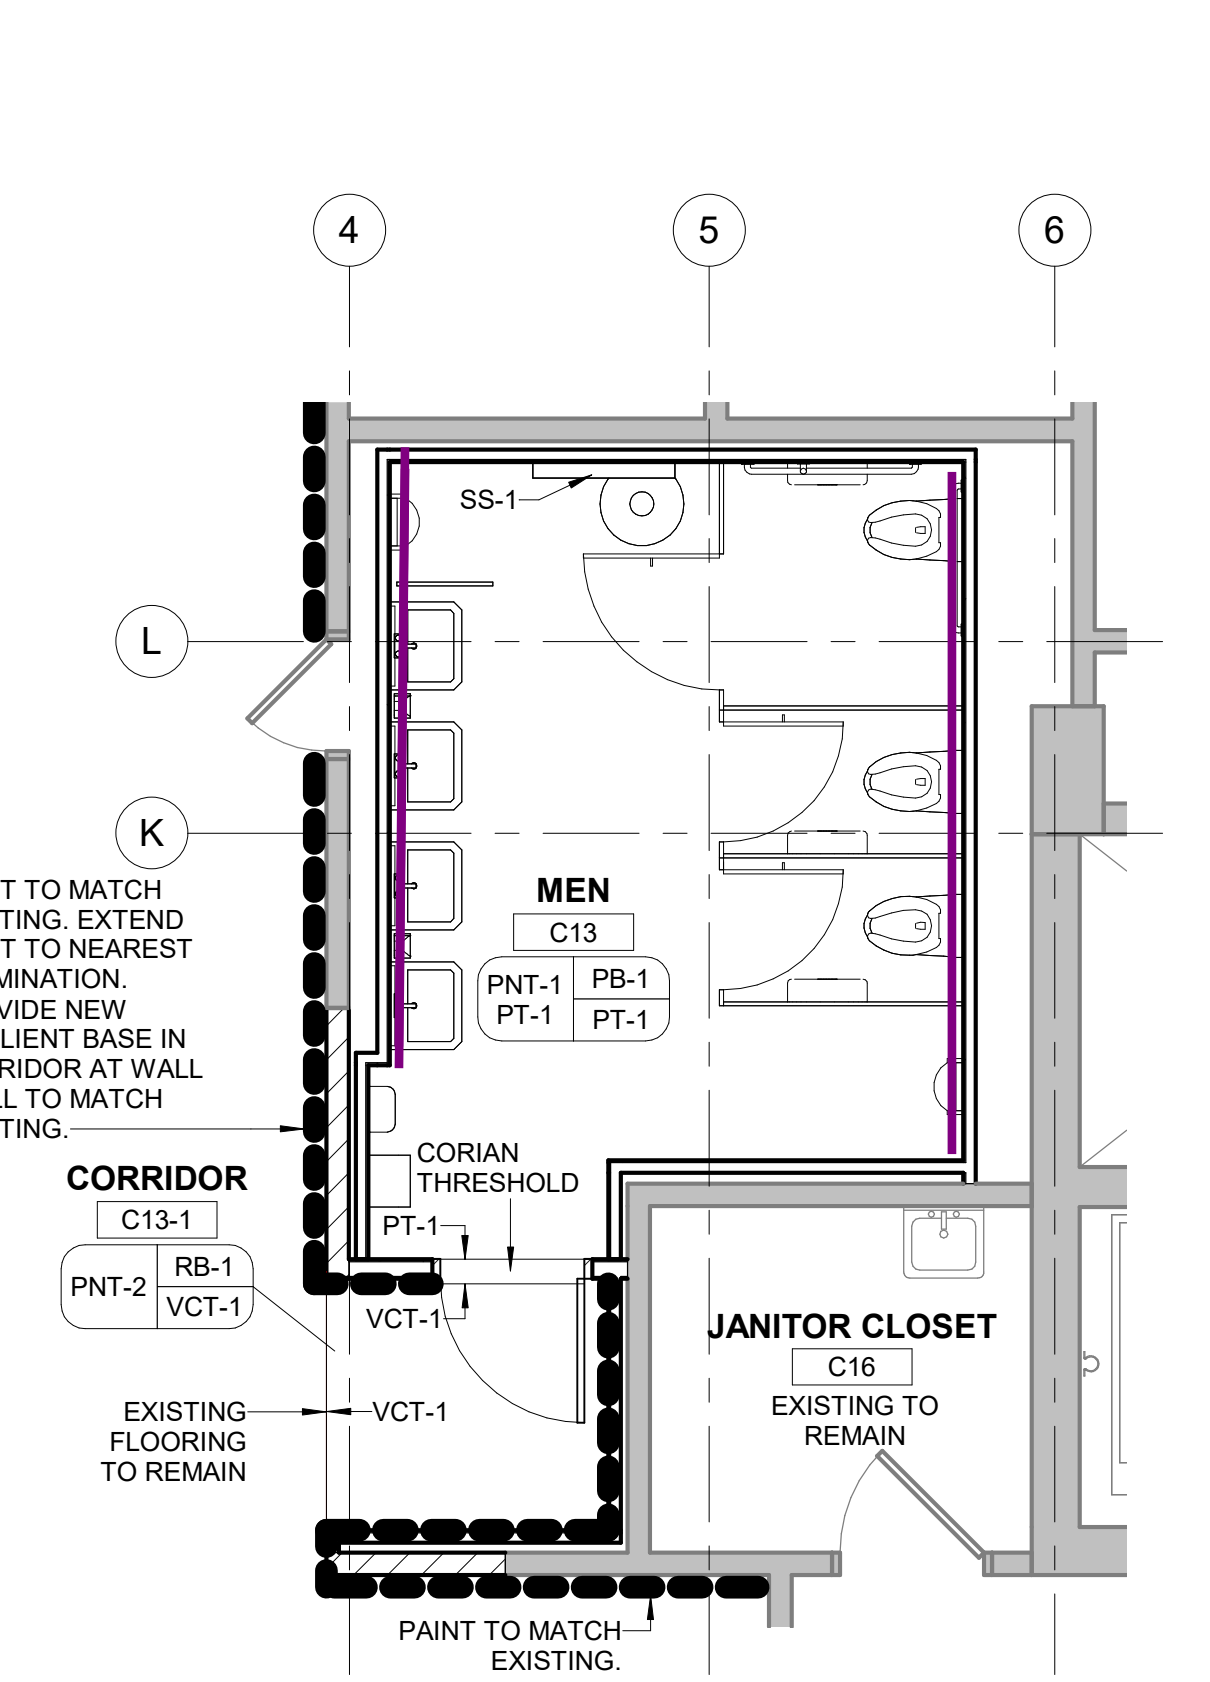 4
5
6
SS-1
L
K
T TO MATCH
TING. EXTEND
T TO NEAREST
MINATION.
VIDE NEW
LIENT BASE IN
RIDOR AT WALL
LL TO MATCH
TING.
MEN
C13
PNT-1
PT-1
PB-1
PT-1
CORIAN
THRESHOLD
CORRIDOR
C13-1
PNT-2
RB-1
VCT-1
PT-1
VCT-1
JANITOR CLOSET
C16
EXISTING TO
REMAIN
EXISTING
FLOORING
TO REMAIN
VCT-1
PAINT TO MATCH
EXISTING.